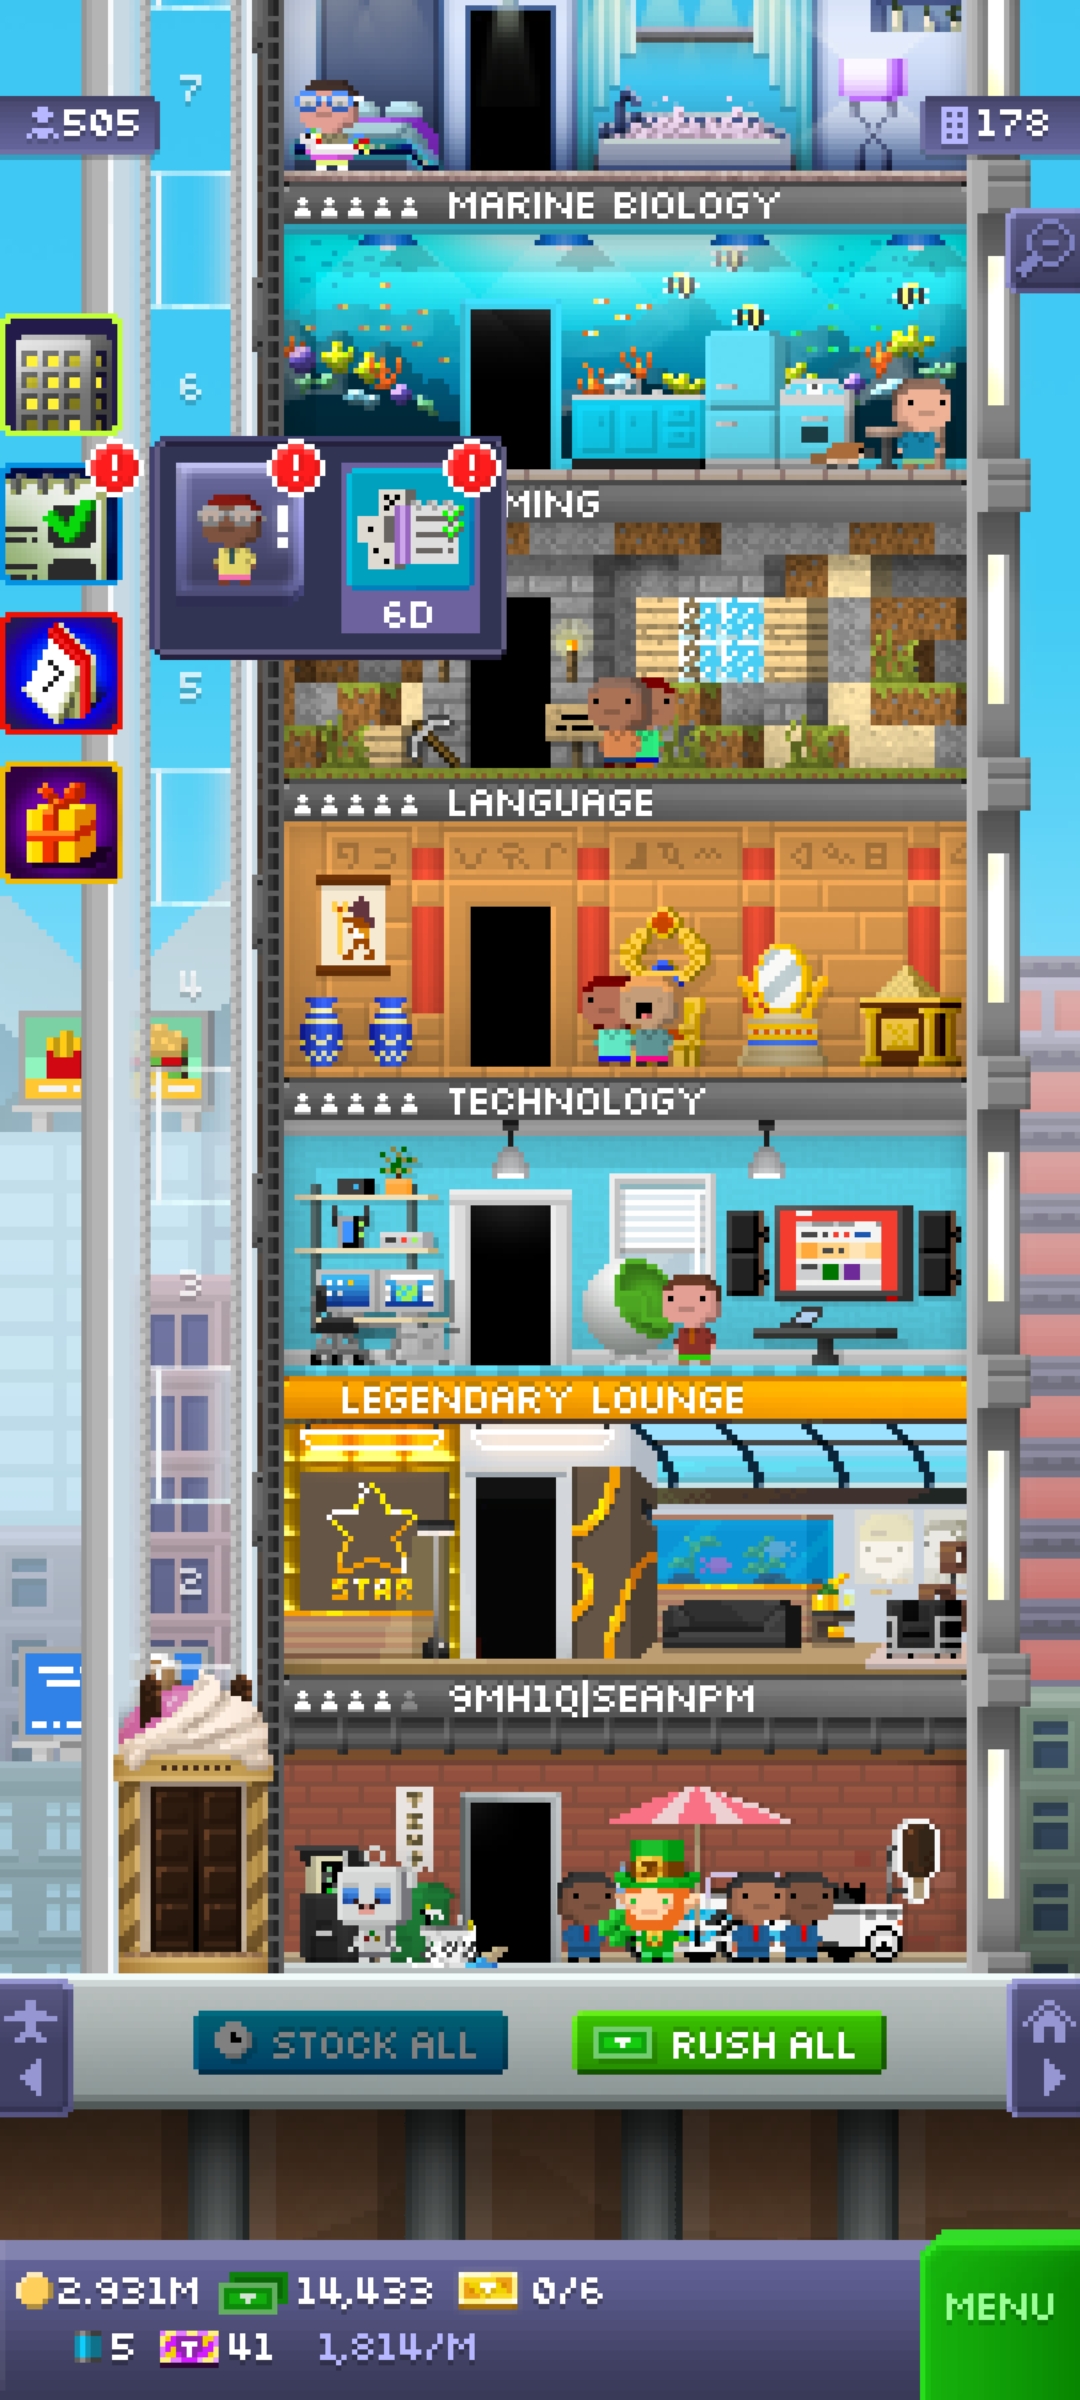 7
505
178
MARINE BIOLOGY
6
!
!
!
!
MING
6D
5
LANGUAGE
4
TECHNOLOGY
3
LEGENDARY LOUNGE
STAR
2
9MH1Q|SEANPM
STOCK ALL
RUSH ALL
2.931M 14,433 0/6
5 41 1,814/M
MENU